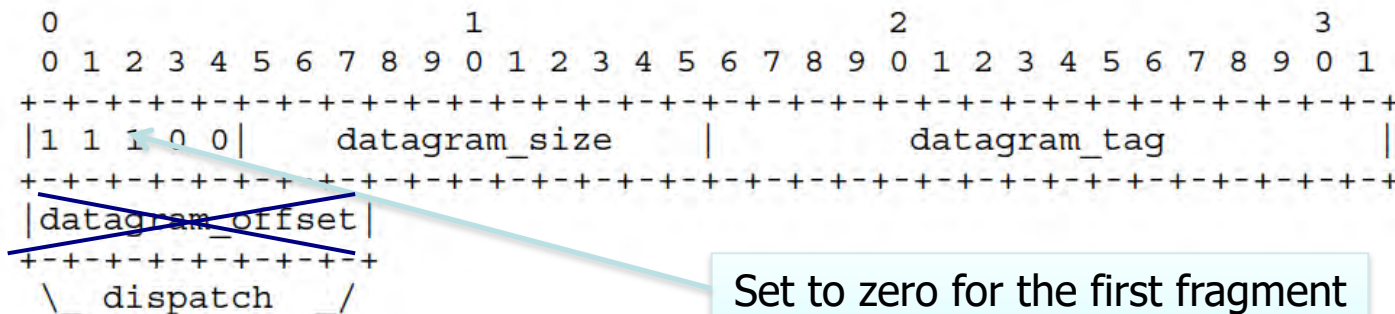 0 1 2 3
0 1 2 3 4 5 6 7 8 9 0 1 2 3 4 5 6 7 8 9 0 1 2 3 4 5 6 7 8 9 0 1
+-+-+-+-+-+-+-+-+-+-+-+-+-+-+-+-+-+-+-+-+-+-+-+-+-+-+-+-+-+-+-+-+
|1 1 1 0 0| datagram_size | datagram_tag |
+-+-+-+-+-+-+-+-+-+-+-+-+-+-+-+-+-+-+-+-+-+-+-+-+-+-+-+-+-+-+-+-+
|datagram_offset|
+-+-+-+-+-+-+-+-+
\_ dispatch _/
Set to zero for the first fragment